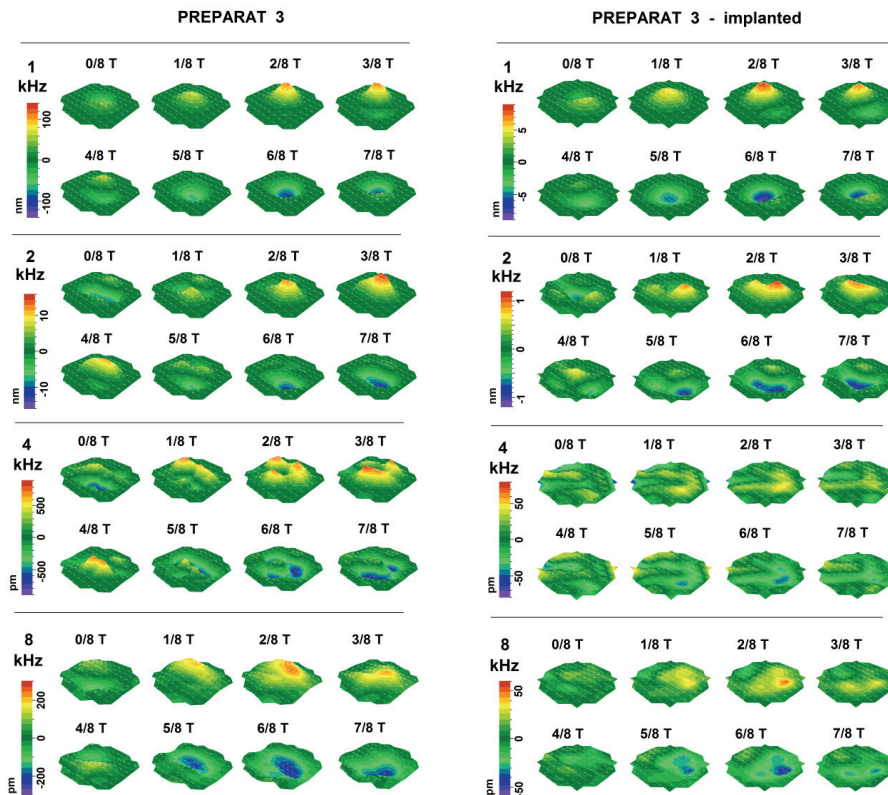 PREPARAT 3
1 kHz
0/8 T 1/8 T 2/8 T 3/8 T
4/8 T 5/8 T 6/8 T 7/8 T
100
0
-100
nm
2 kHz
0/8 T 1/8 T 2/8 T 3/8 T
4/8 T 5/8 T 6/8 T 7/8 T
10
0
-10
nm
4 kHz
0/8 T 1/8 T 2/8 T 3/8 T
4/8 T 5/8 T 6/8 T 7/8 T
500
0
-500
pm
8 kHz
0/8 T 1/8 T 2/8 T 3/8 T
4/8 T 5/8 T 6/8 T 7/8 T
200
0
-200
pm
PREPARAT 3 - implanted
1 kHz
0/8 T 1/8 T 2/8 T 3/8 T
4/8 T 5/8 T 6/8 T 7/8 T
5
0
-5
nm
2 kHz
0/8 T 1/8 T 2/8 T 3/8 T
4/8 T 5/8 T 6/8 T 7/8 T
1
0
-1
nm
4 kHz
0/8 T 1/8 T 2/8 T 3/8 T
4/8 T 5/8 T 6/8 T 7/8 T
50
0
-50
pm
8 kHz
0/8 T 1/8 T 2/8 T 3/8 T
4/8 T 5/8 T 6/8 T 7/8 T
50
0
-50
pm